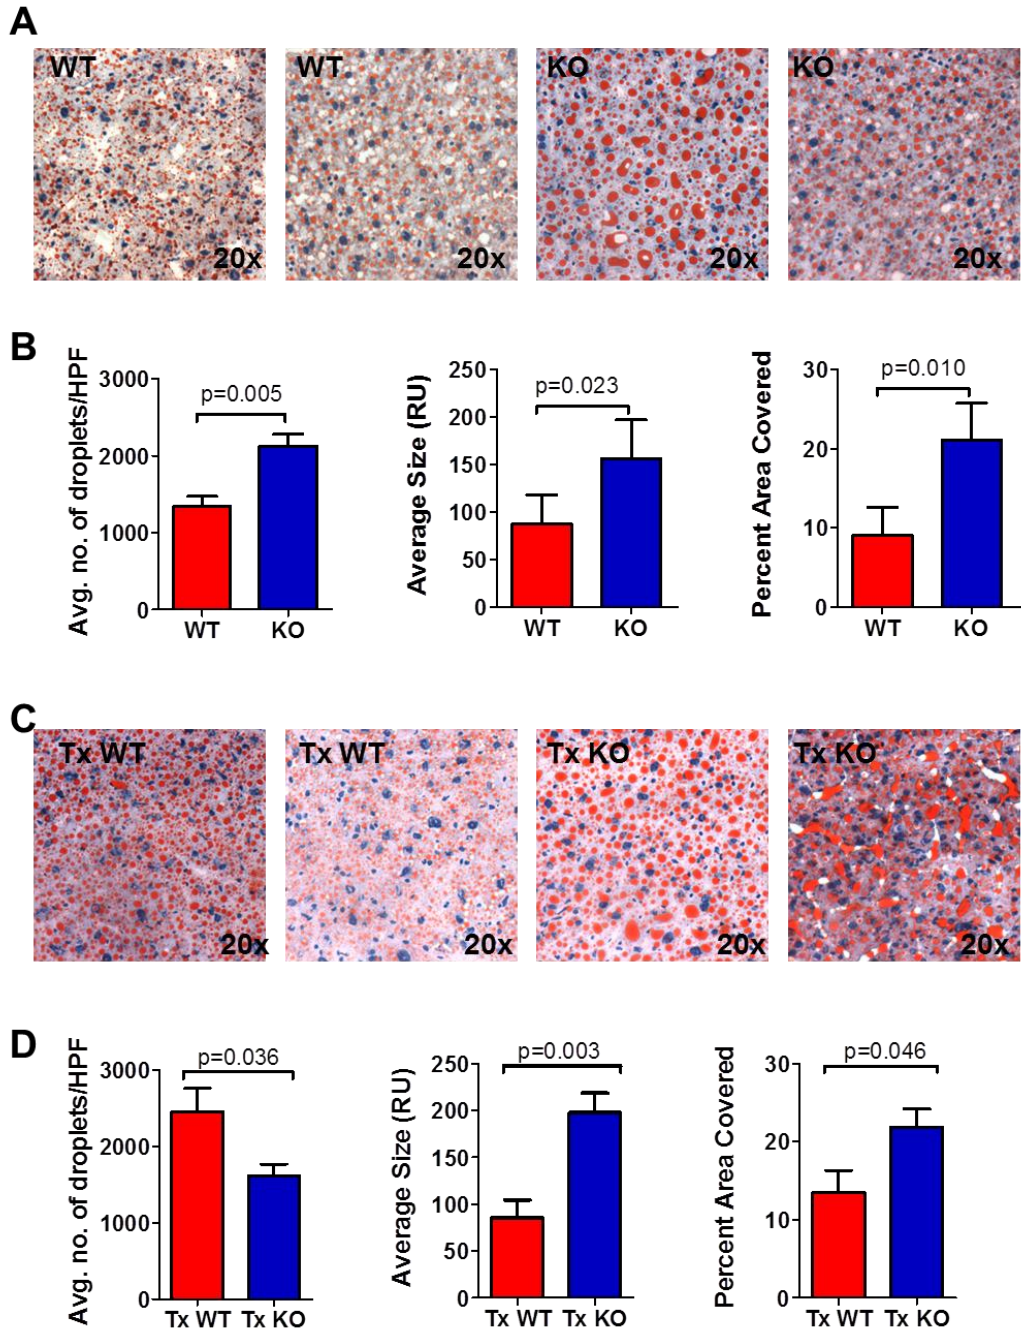 A
WT WT KO KO
20x 20x 20x 20x
B
Avg. no. of droplets/HPF
3000
2000
1000
0
p=0.005
WT KO
Average Size (RU)
250
200
150
100
50
0
p=0.023
WT KO
Percent Area Covered
30
20
10
0
p=0.010
WT KO
C
Tx WT Tx WT Tx KO Tx KO
20x 20x 20x 20x
D
Avg. no. of droplets/HPF
3000
2000
1000
0
p=0.036
Tx WT Tx KO
Average Size (RU)
250
200
150
100
50
0
p=0.003
Tx WT Tx KO
Percent Area Covered
30
20
10
0
p=0.046
Tx WT Tx KO